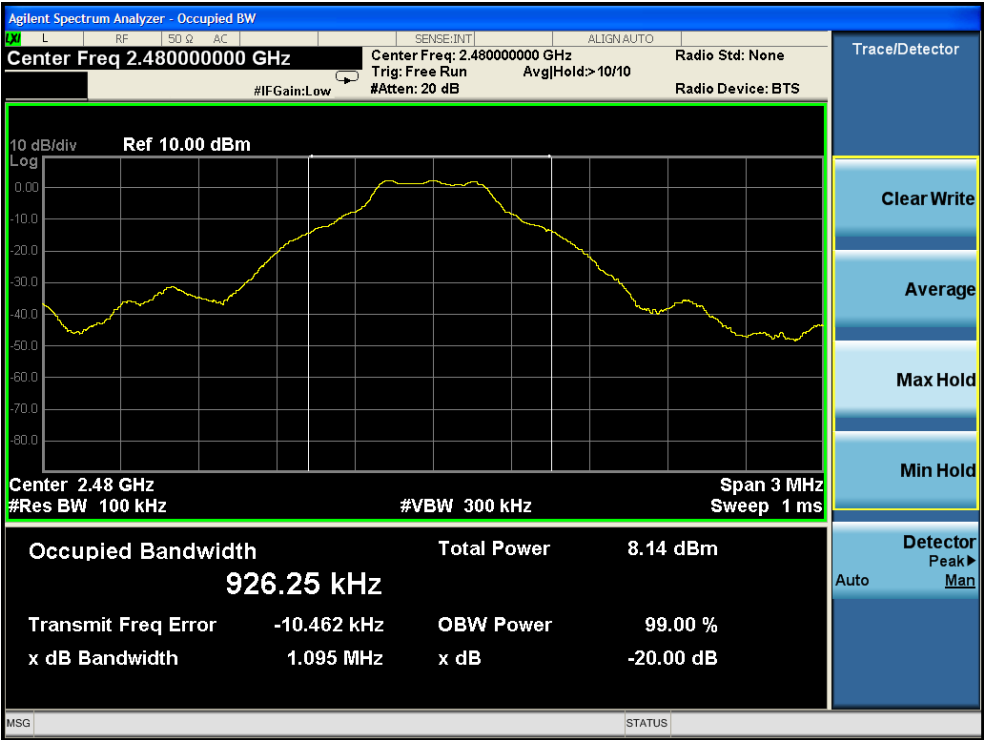 Agilent Spectrum Analyzer - Occupied BW
LXI L RF 50 Ω AC SENSE:INT ALIGNAUTO
Center Freq 2.480000000 GHz
Center Freq: 2.480000000 GHz Radio Std: None
Trig: Free Run Avg|Hold:>10/10
#IFGain:Low #Atten: 20 dB Radio Device: BTS
10 dB/div Ref 10.00 dBm
Log
0.00
-10.0
-20.0
-30.0
-40.0
-50.0
-60.0
-70.0
-80.0
Center 2.48 GHz Span 3 MHz
#Res BW 100 kHz #VBW 300 kHz Sweep 1 ms
Occupied Bandwidth Total Power 8.14 dBm
926.25 kHz
Transmit Freq Error -10.462 kHz OBW Power 99.00 %
x dB Bandwidth 1.095 MHz x dB -20.00 dB
MSG STATUS
Trace/Detector
Clear Write
Average
Max Hold
Min Hold
Detector
Peak▶
Auto Man